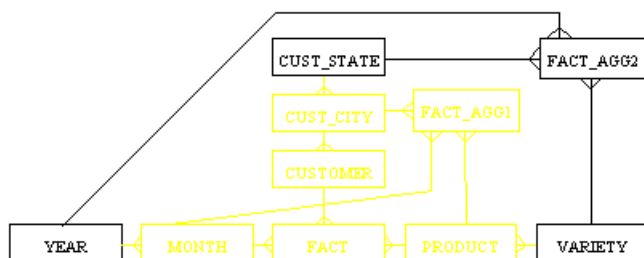 CUST_STATE
FACT_AGG2
CUST_CITY
FACT_AGG1
CUSTOMER
YEAR
MONTH
FACT
PRODUCT
VARIETY